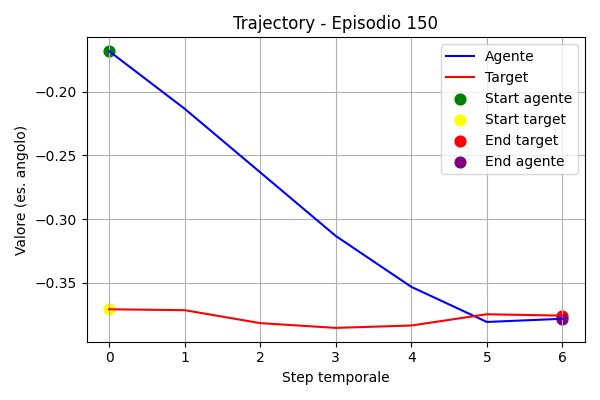 Trajectory - Episodio 150
Agente
Target
Start agente
Start target
End target
End agente
Valore (es. angolo)
−0.20
−0.25
−0.30
−0.35
0 1 2 3 4 5 6
Step temporale